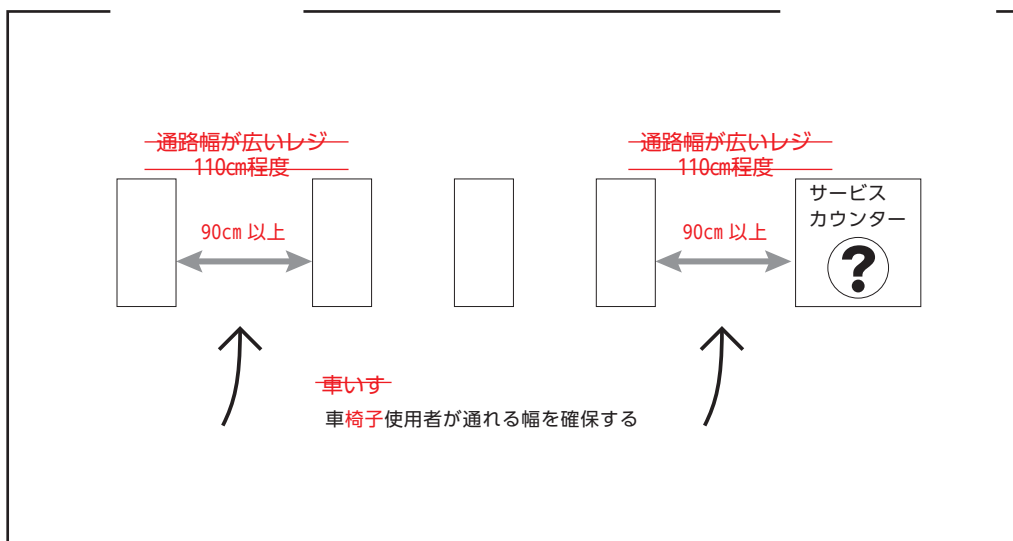 通路幅が広いレジ
110㎝程度
通路幅が広いレジ
110㎝程度
サービス
カウンター
?
90㎝ 以上
90㎝ 以上
車いす
車椅子使用者が通れる幅を確保する